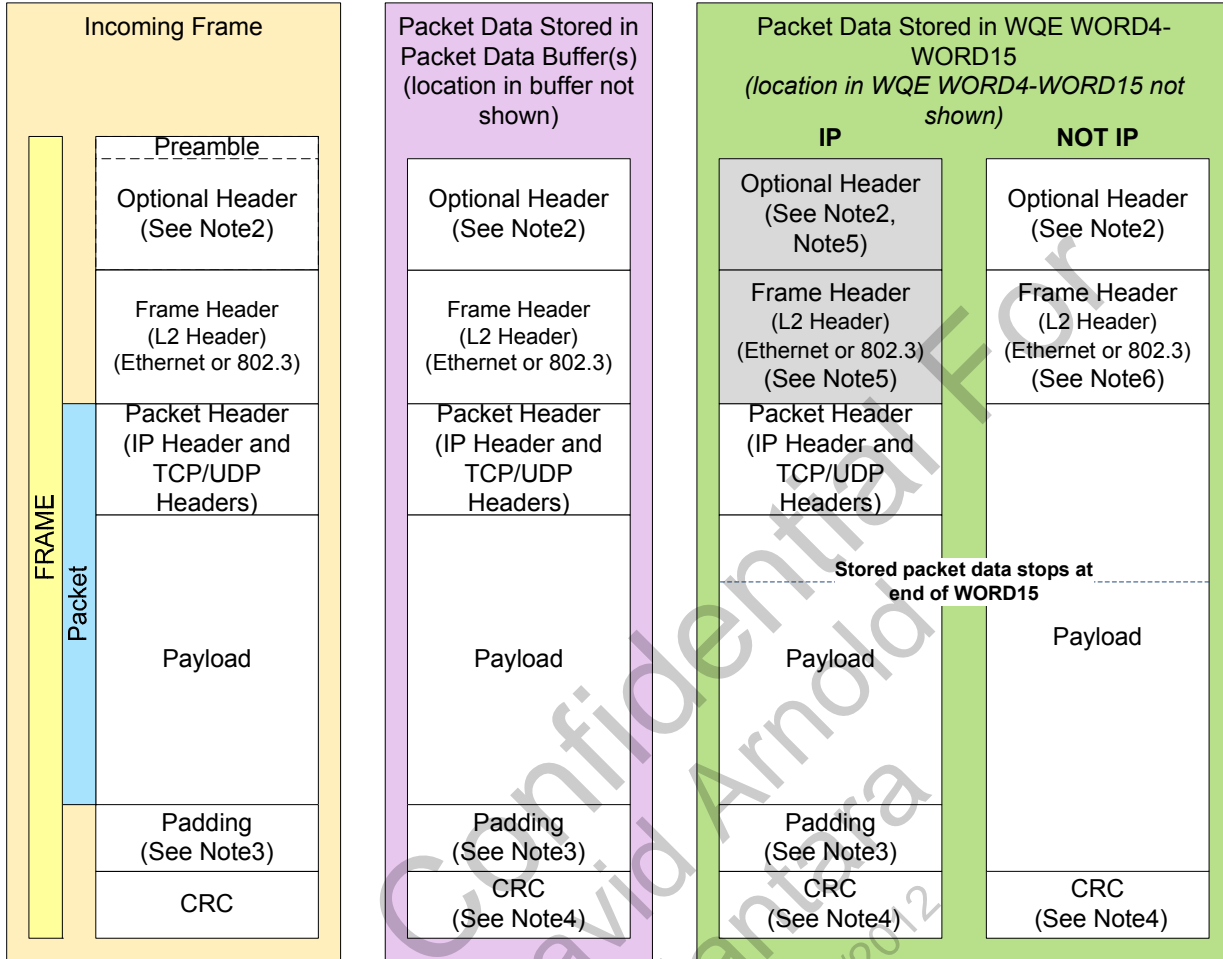 Incoming Frame
FRAME
Packet
Preamble
Optional Header
(See Note2)
Frame Header
(L2 Header)
(Ethernet or 802.3)
Packet Header
(IP Header and
TCP/UDP
Headers)
Payload
Padding
(See Note3)
CRC
Packet Data Stored in
Packet Data Buffer(s)
(location in buffer not
shown)
Optional Header
(See Note2)
Frame Header
(L2 Header)
(Ethernet or 802.3)
Packet Header
(IP Header and
TCP/UDP
Headers)
Payload
Padding
(See Note3)
CRC
(See Note4)
Packet Data Stored in WQE WORD4-
WORD15
(location in WQE WORD4-WORD15 not
shown)
IP
Optional Header
(See Note2,
Note5)
Frame Header
(L2 Header)
(Ethernet or 802.3)
(See Note5)
Packet Header
(IP Header and
TCP/UDP
Headers)
Stored packet data stops at
end of WORD15
Payload
Padding
(See Note3)
CRC
(See Note4)
NOT IP
Optional Header
(See Note2)
Frame Header
(L2 Header)
(Ethernet or 802.3)
(See Note6)
Payload
CRC
(See Note4)
Confidential For
David Arnold